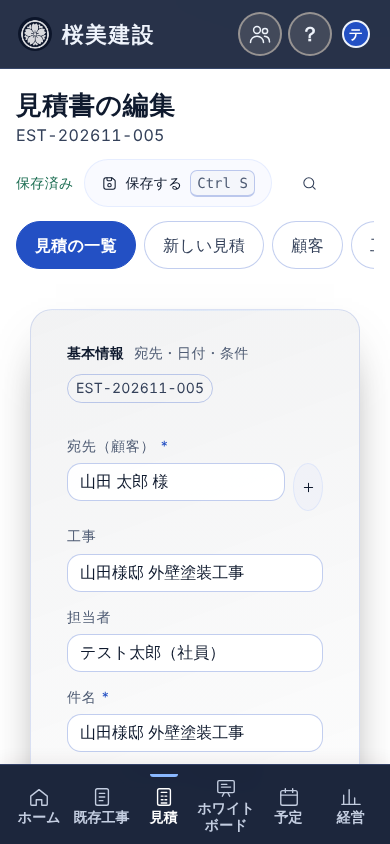 桜美建設
?
テ
見積書の編集
EST-202611-005
保存済み
保存する Ctrl S
見積の一覧
新しい見積
顧客
基本情報 宛先・日付・条件
EST-202611-005
宛先（顧客） *
山田 太郎 様
+
工事
山田様邸 外壁塗装工事
担当者
テスト太郎（社員）
件名 *
山田様邸 外壁塗装工事
ホーム
既存工事
見積
ホワイト
ボード
予定
経営